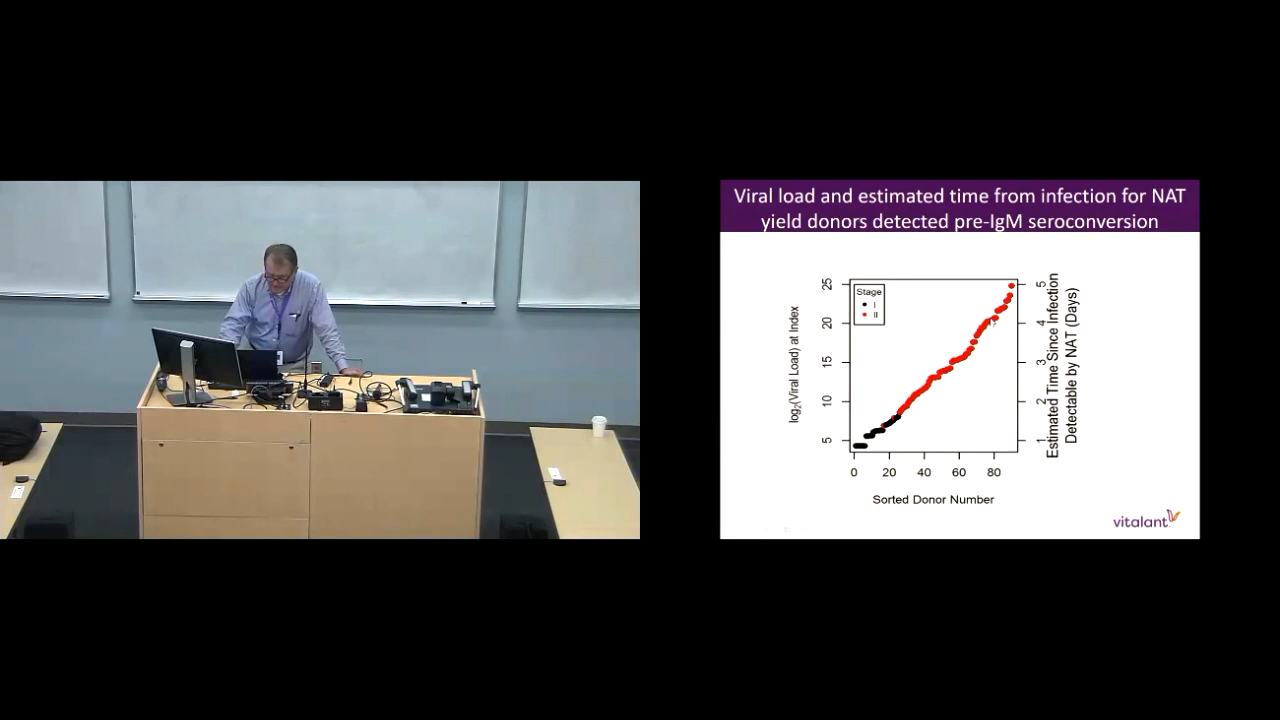 Viral load and estimated time from infection for NAT
yield donors detected pre-IgM seroconversion
log2(Viral Load) at Index
25
20
15
10
5
Stage
I
II
0
20
40
60
80
Sorted Donor Number
5
4
3
2
1
Estimated Time Since Infection
Detectable by NAT (Days)
vitalant